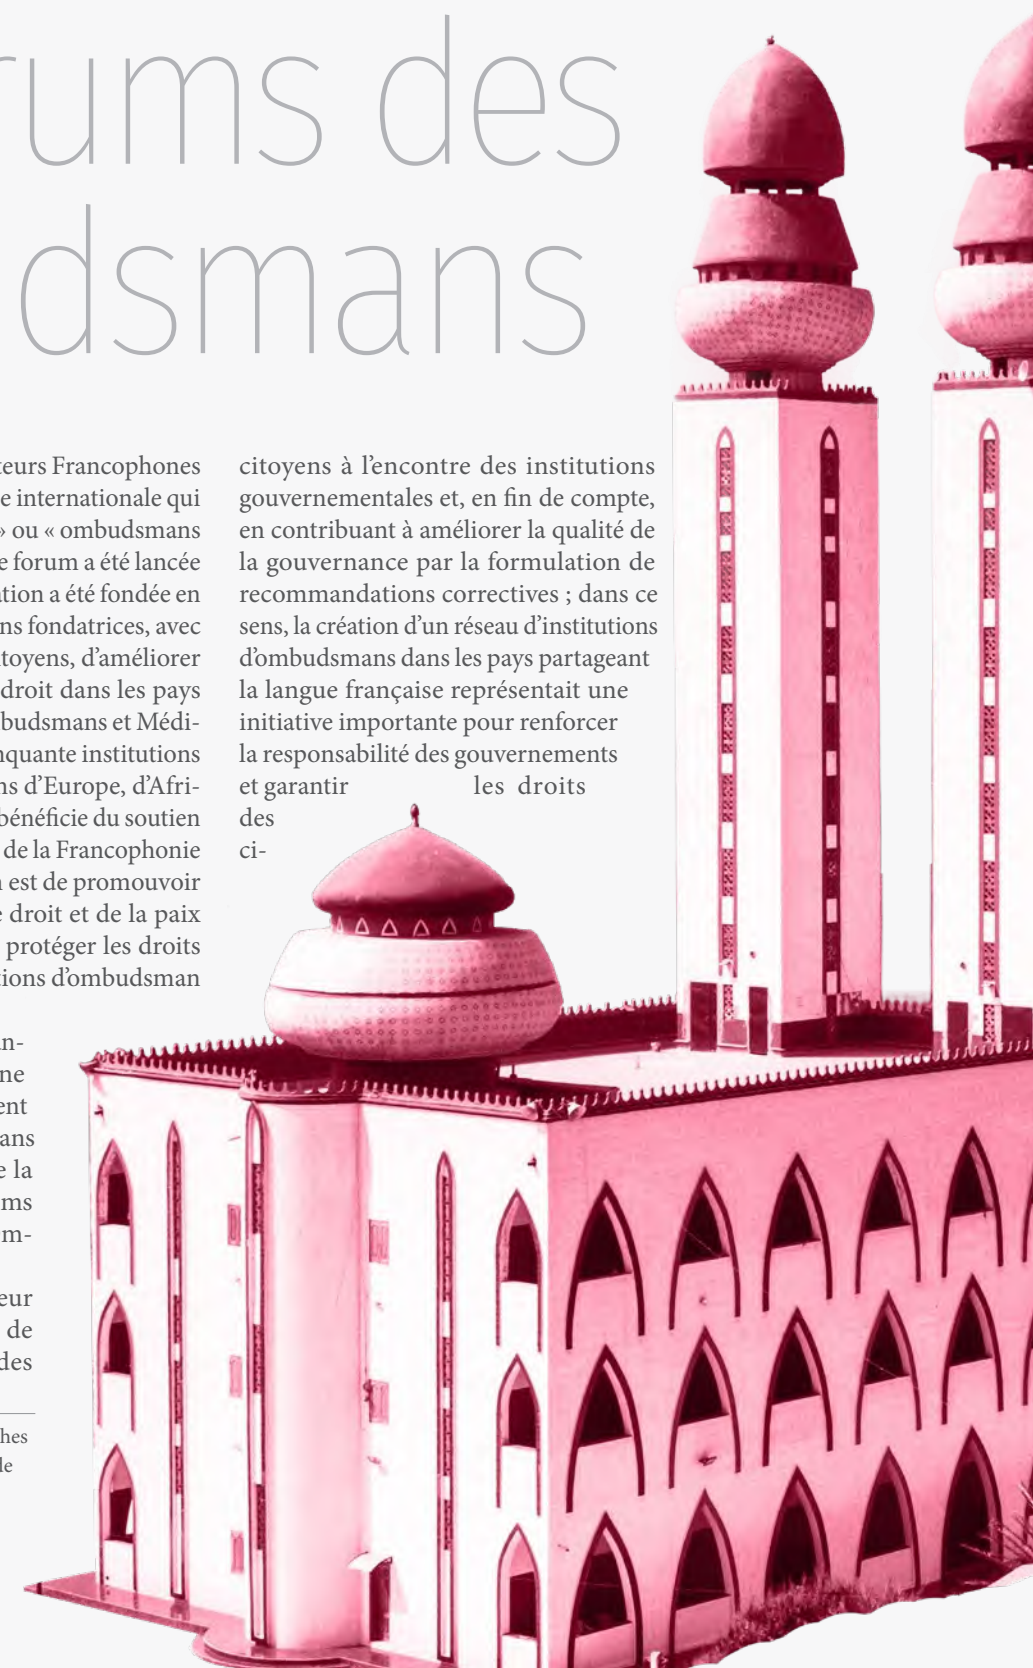 rums des
dsmans
teurs Francophones
e internationale qui
» ou « ombudsmans
e forum a été lancée
ation a été fondée en
ns fondatrices, avec
toyens, d’améliorer
droit dans les pays
budsmans et Médi-
nquante institutions
ns d’Europe, d’Afri-
bénéficie du soutien
de la Francophonie
n est de promouvoir
e droit et de la paix
protéger les droits
tions d’ombudsman
an-
ne
ent
ans
e la
ms
em-
eur
de
des
hes
le
citoyens à l’encontre des institutions
gouvernementales et, en fin de compte,
en contribuant à améliorer la qualité de
la gouvernance par la formulation de
recommandations correctives ; dans ce
sens, la création d’un réseau d’institutions
d’ombudsmans dans les pays partageant
la langue française représentait une
initiative importante pour renforcer
la responsabilité des gouvernements
et garantir les droits
des
ci-